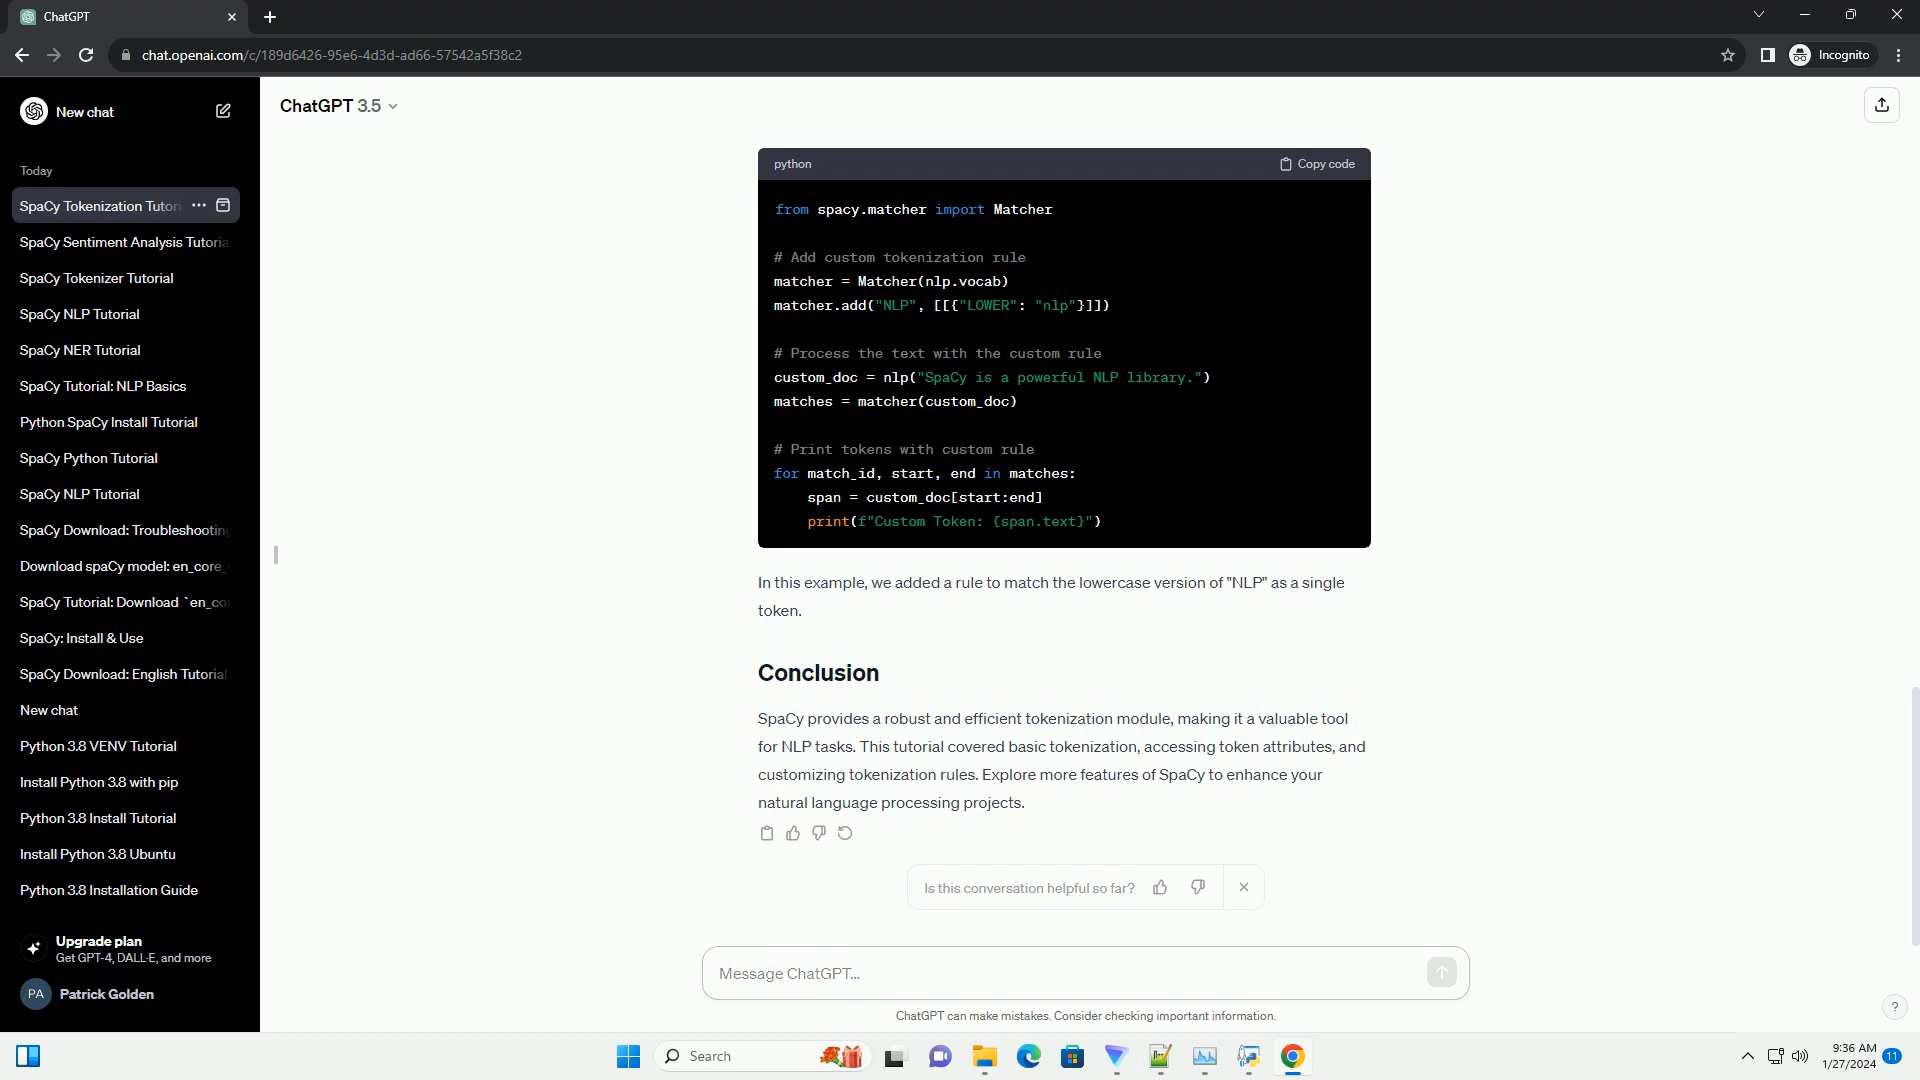 ChatGPT
chat.openai.com/c/189d6426-95e6-4d3d-ad66-57542a5f38c2
Incognito
New chat
Today
SpaCy Tokenization Tutori
SpaCy Sentiment Analysis Tutoria
SpaCy Tokenizer Tutorial
SpaCy NLP Tutorial
SpaCy NER Tutorial
SpaCy Tutorial: NLP Basics
Python SpaCy Install Tutorial
SpaCy Python Tutorial
SpaCy NLP Tutorial
SpaCy Download: Troubleshooting
Download spaCy model: en_core_
SpaCy Tutorial: Download `en_co
SpaCy: Install & Use
SpaCy Download: English Tutorial
New chat
Python 3.8 VENV Tutorial
Install Python 3.8 with pip
Python 3.8 Install Tutorial
Install Python 3.8 Ubuntu
Python 3.8 Installation Guide
Upgrade plan
Get GPT-4, DALL·E, and more
PA Patrick Golden
ChatGPT 3.5
python
Copy code
from spacy.matcher import Matcher
# Add custom tokenization rule
matcher = Matcher(nlp.vocab)
matcher.add("NLP", [[{"LOWER": "nlp"}]])
# Process the text with the custom rule
custom_doc = nlp("SpaCy is a powerful NLP library.")
matches = matcher(custom_doc)
# Print tokens with custom rule
for match_id, start, end in matches:
    span = custom_doc[start:end]
    print(f"Custom Token: {span.text}")
In this example, we added a rule to match the lowercase version of "NLP" as a single
token.
Conclusion
SpaCy provides a robust and efficient tokenization module, making it a valuable tool
for NLP tasks. This tutorial covered basic tokenization, accessing token attributes, and
customizing tokenization rules. Explore more features of SpaCy to enhance your
natural language processing projects.
Is this conversation helpful so far?
Message ChatGPT...
ChatGPT can make mistakes. Consider checking important information.
?
Search
9:36 AM
1/27/2024
11